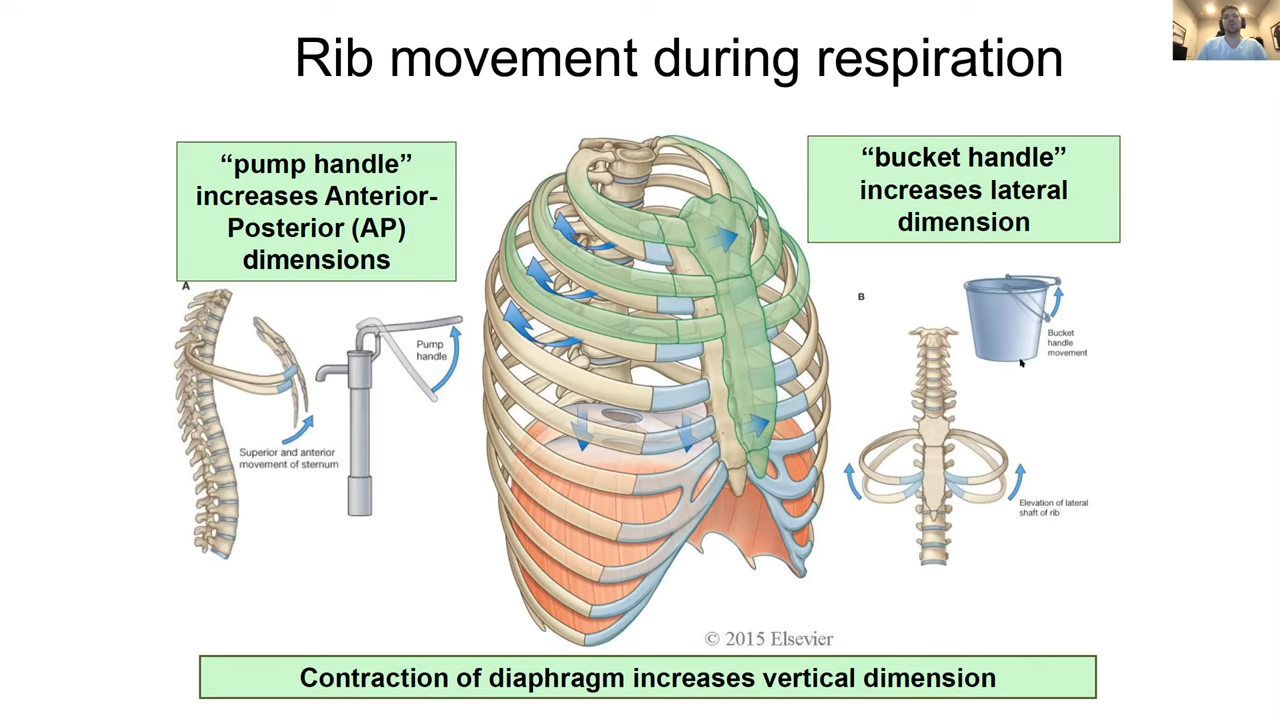 Rib movement during respiration
“pump handle”
increases Anterior-
Posterior (AP)
dimensions
“bucket handle”
increases lateral
dimension
A
Pump
handle
Superior and anterior
movement of sternum
B
Bucket
handle
movement
Elevation of lateral
shaft of rib
© 2015 Elsevier
Contraction of diaphragm increases vertical dimension